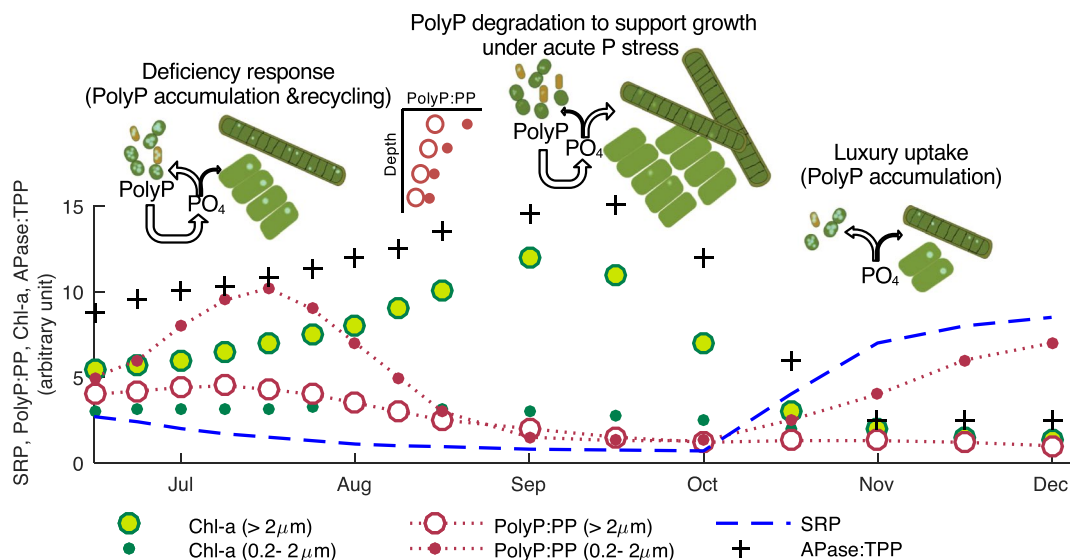 PolyP degradation to support growth
under acute P stress
Deficiency response
(PolyP accumulation &recycling)
PolyP:PP
Depth
PolyP
PO4
PolyP
PO4
Luxury uptake
(PolyP accumulation)
PO4
SRP, PolyP:PP, Chl-a, APase:TPP
(arbitrary unit)
15
10
5
0
Jul
Aug
Sep
Oct
Nov
Dec
Chl-a (> 2μm)
PolyP:PP (> 2μm)
SRP
Chl-a (0.2- 2μm)
PolyP:PP (0.2- 2μm)
APase:TPP